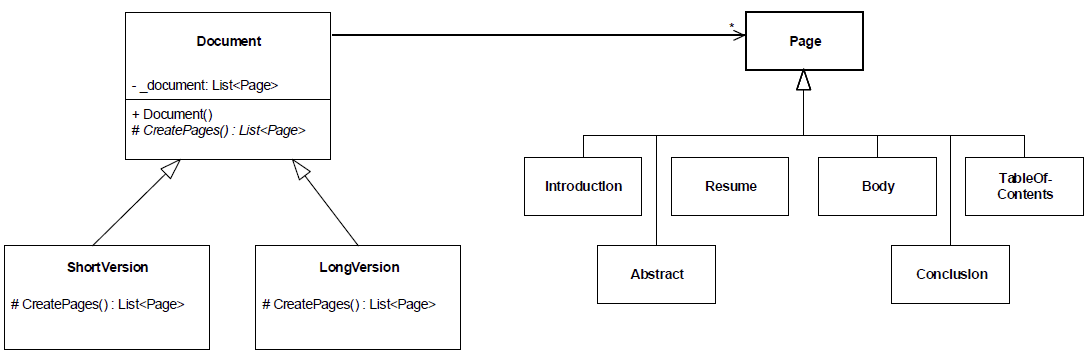 Document
- _document: List<Page>
+ Document()
# CreatePages() : List<Page>
*
Page
Introduction
Resume
Body
TableOf-
Contents
Abstract
Conclusion
ShortVersion
# CreatePages() : List<Page>
LongVersion
# CreatePages() : List<Page>